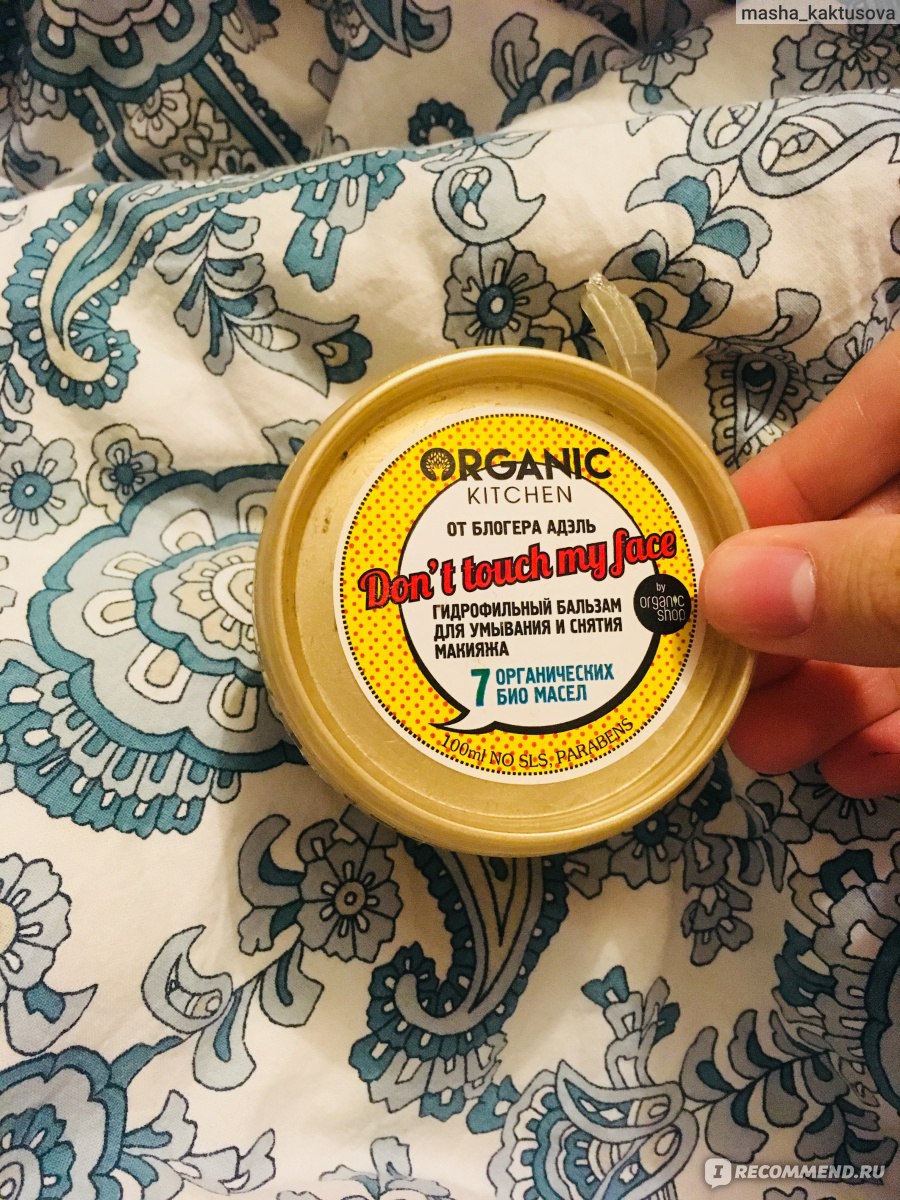 masha_kaktusova
ORGANIC
KITCHEN
ОТ БЛОГЕРА АДЭЛЬ
Don't touch my face
by
organic
shop
ГИДРОФИЛЬНЫЙ БАЛЬЗАМ
ДЛЯ УМЫВАНИЯ И СНЯТИЯ
МАКИЯЖА
7 ОРГАНИЧЕСКИХ
БИО МАСЕЛ
100ml NO SLS, PARABENS
IRECOMMEND.RU